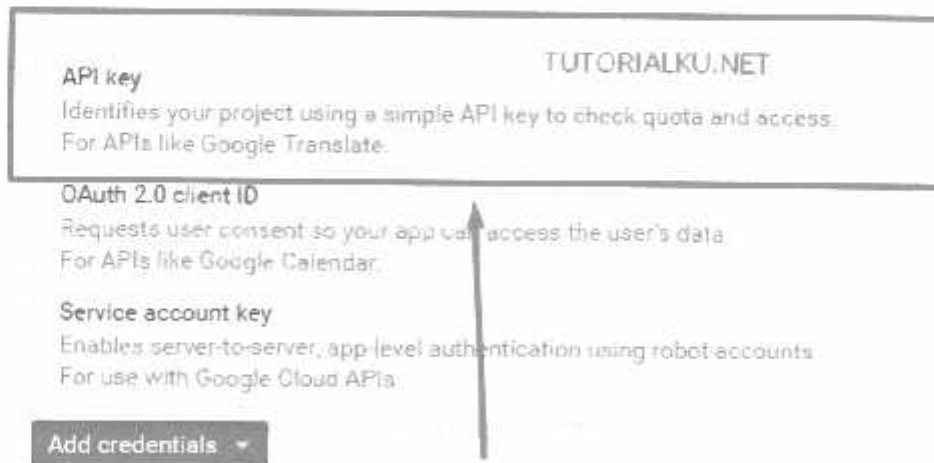 TUTORIALKU.NET
API key
Identifies your project using a simple API key to check quota and access.
For APIs like Google Translate.
OAuth 2.0 client ID
Requests user consent so your app can access the user's data
For APIs like Google Calendar.
Service account key
Enables server-to-server, app-level authentication using robot accounts
For use with Google Cloud APIs
Add credentials